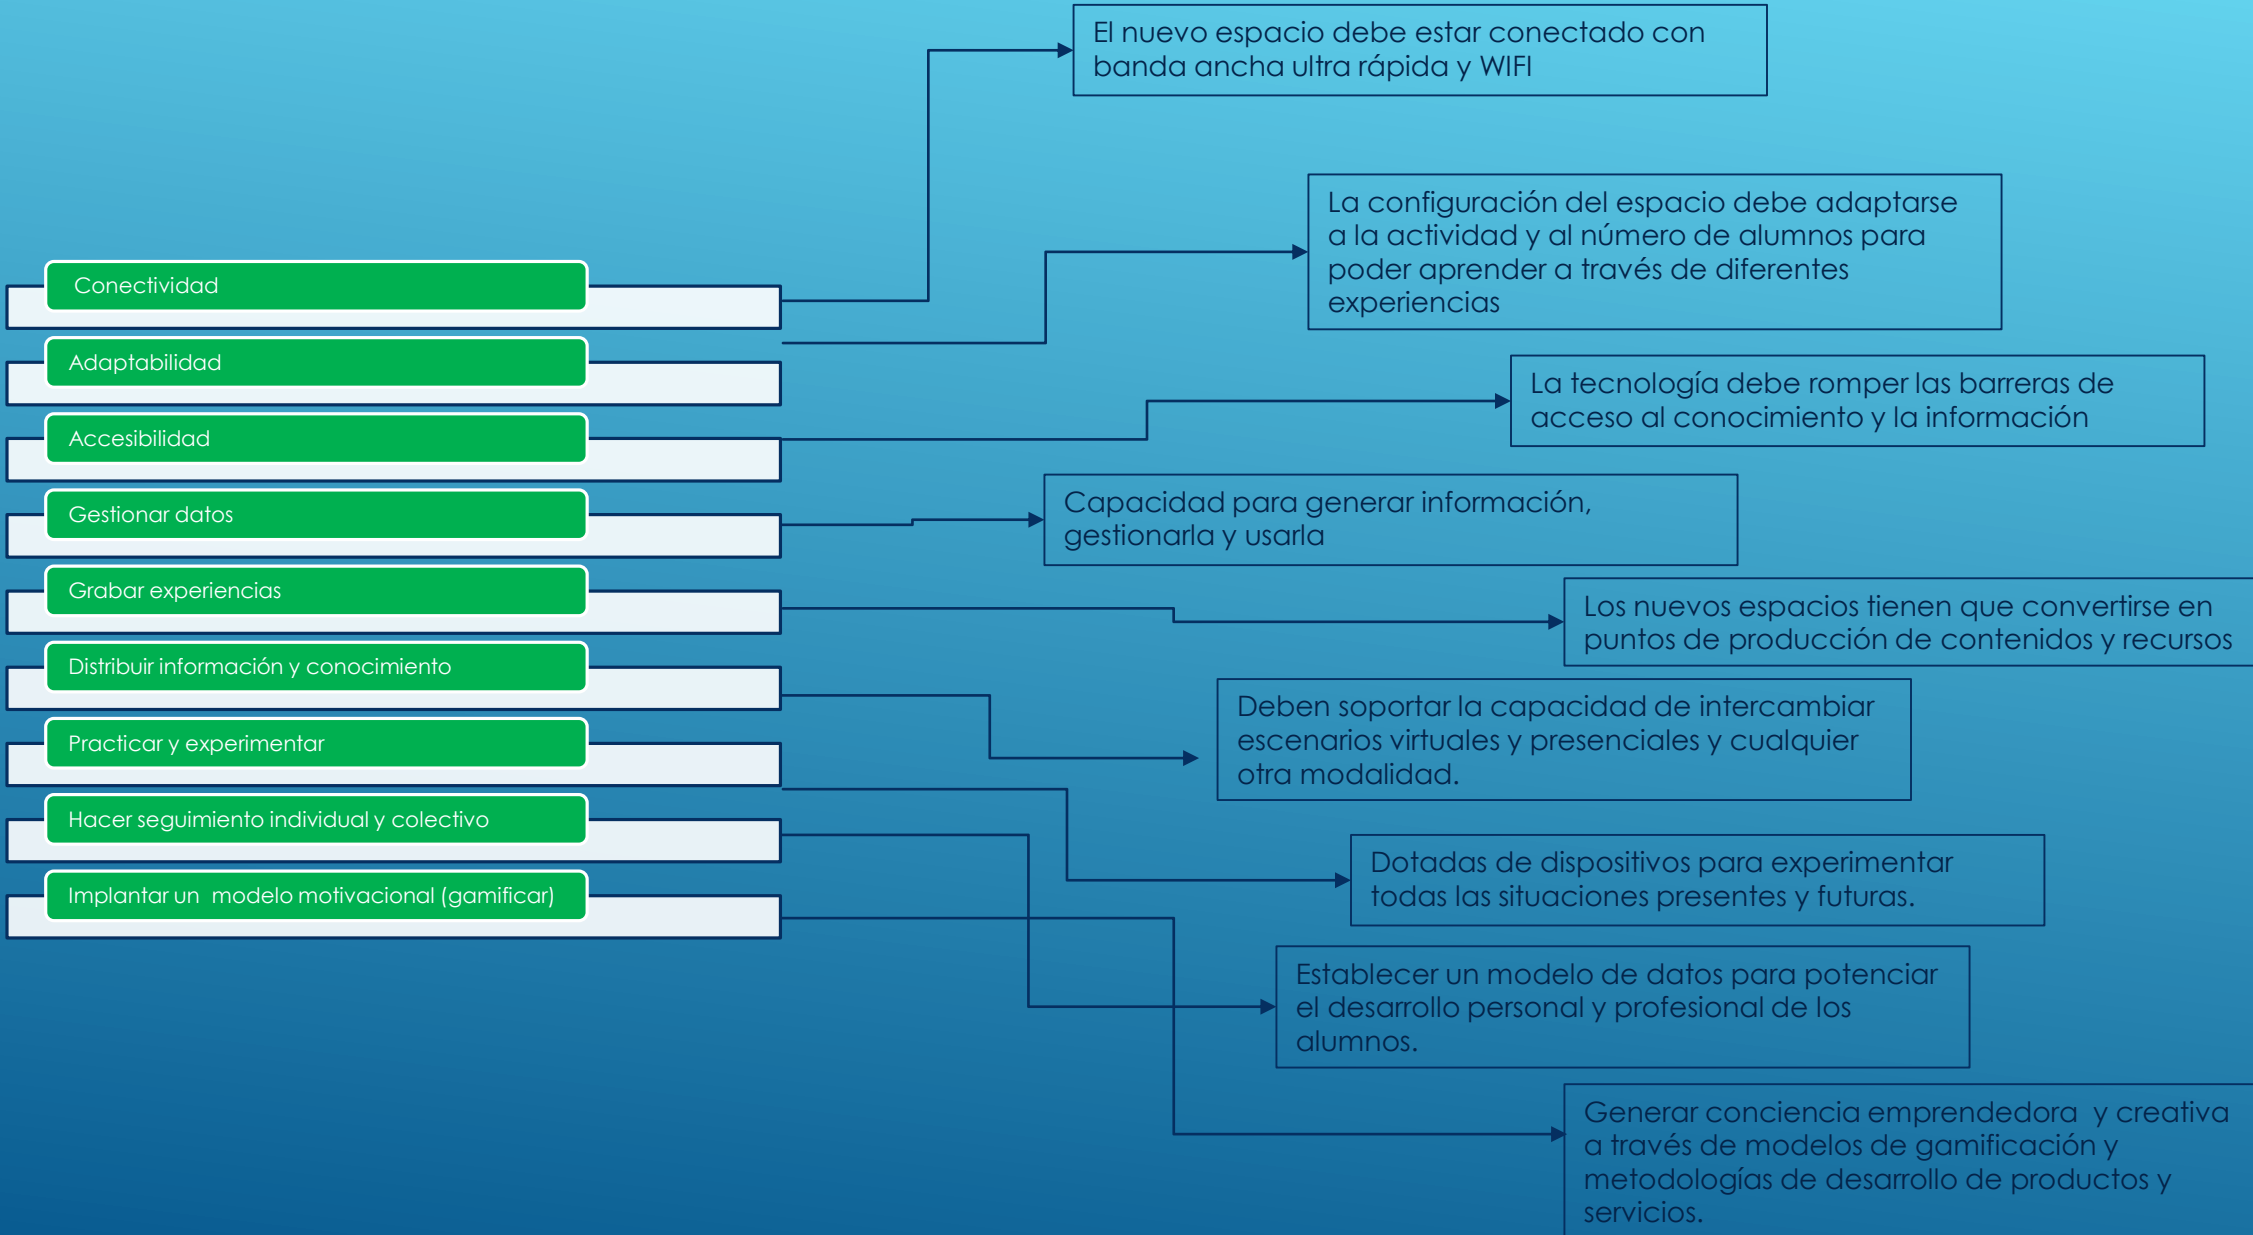 El nuevo espacio debe estar conectado con
banda ancha ultra rápida y WIFI
La configuración del espacio debe adaptarse
a la actividad y al número de alumnos para
poder aprender a través de diferentes
experiencias
Conectividad
Adaptabilidad
La tecnología debe romper las barreras de
acceso al conocimiento y la información
Accesibilidad
Gestionar datos
Capacidad para generar información,
gestionarla y usarla
Grabar experiencias
Los nuevos espacios tienen que convertirse en
puntos de producción de contenidos y recursos
Distribuir información y conocimiento
Deben soportar la capacidad de intercambiar
escenarios virtuales y presenciales y cualquier
otra modalidad.
Practicar y experimentar
Hacer seguimiento individual y colectivo
Dotadas de dispositivos para experimentar
todas las situaciones presentes y futuras.
Implantar un  modelo motivacional (gamificar)
Establecer un modelo de datos para potenciar
el desarrollo personal y profesional de los
alumnos.
Generar conciencia emprendedora  y creativa
a través de modelos de gamificación y
metodologías de desarrollo de productos y
servicios.